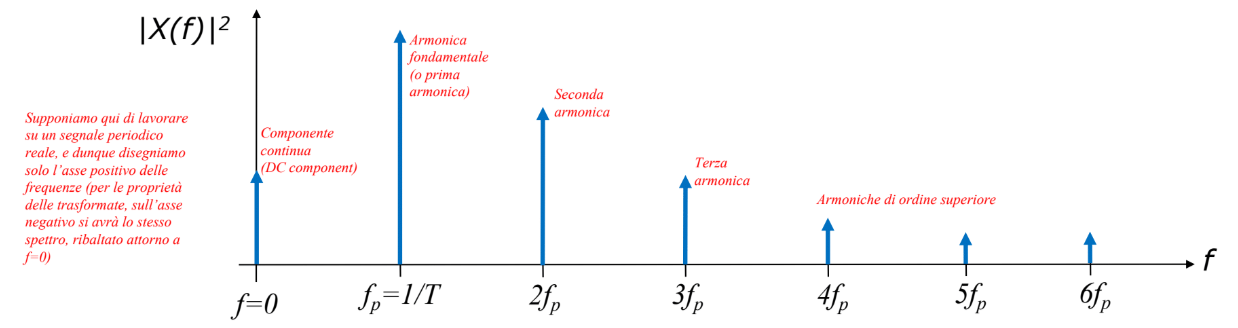 |X(f)|²
Armonica
fondamentale
(o prima
armonica)
Seconda
armonica
Supponiamo qui di lavorare
su un segnale periodico
reale, e dunque disegniamo
solo l'asse positivo delle
frequenze (per le proprietà
delle trasformate, sull'asse
negativo si avrà lo stesso
spettro, ribaltato attorno a
f=0)
Componente
continua
(DC component)
Terza
armonica
Armoniche di ordine superiore
f
f=0
fp=1/T
2fp
3fp
4fp
5fp
6fp